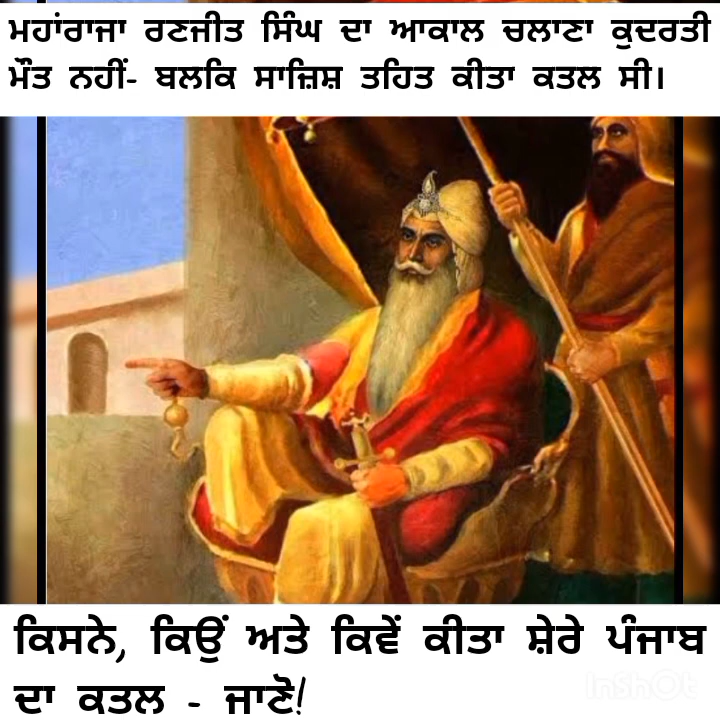 ਮਹਾਂਰਾਜਾ ਰਣਜੀਤ ਸਿੰਘ ਦਾ ਆਕਾਲ ਚਲਾਣਾ ਕੁਦਰਤੀ
ਮੌਤ ਨਹੀਂ- ਬਲਕਿ ਸਾਜ਼ਿਸ਼ ਤਹਿਤ ਕੀਤਾ ਕਤਲ ਸੀ।
ਕਿਸਨੇ, ਕਿਉਂ ਅਤੇ ਕਿਵੇਂ ਕੀਤਾ ਸ਼ੇਰੇ ਪੰਜਾਬ
ਦਾ ਕਤਲ - ਜਾਣੋ!
InShOt